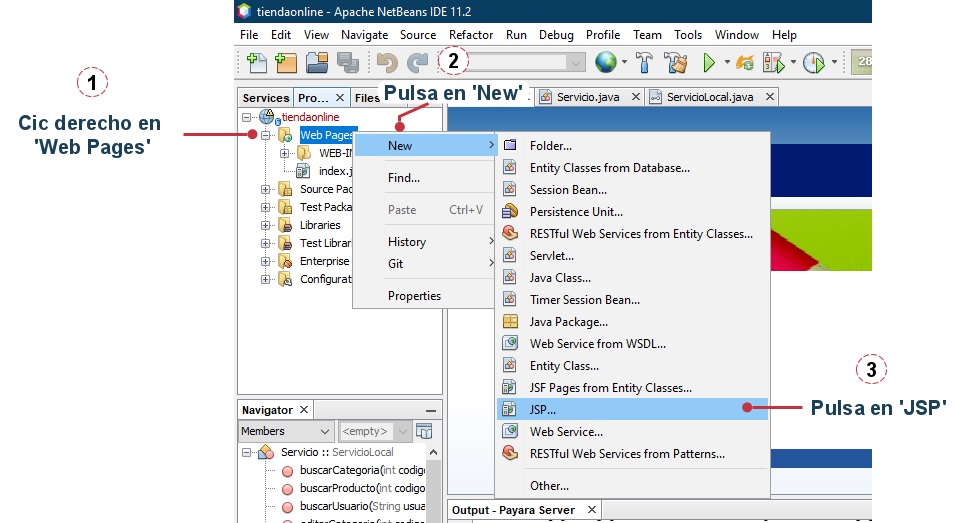 tiendaonline - Apache NetBeans IDE 11.2
File Edit View Navigate Source Refactor Run Debug Profile Team Tools Window Help
1
2
Cic derecho en
'Web Pages'
Pulsa en 'New'
Services Pro... Files
Servicio.java ServicioLocal.java
tiendaonline
Web Pages
WEB-IN
index.j
Source Pac
Test Packa
Libraries
Test Librar
Enterprise
Configurat
New
Find...
Paste Ctrl+V
History
Git
Properties
Folder...
Entity Classes from Database...
Session Bean...
Persistence Unit...
RESTful Web Services from Entity Classes...
Servlet...
Java Class...
Timer Session Bean...
Java Package...
Web Service from WSDL...
Entity Class...
JSF Pages from Entity Classes...
JSP...
Web Service...
RESTful Web Services from Patterns...
Other...
3
Pulsa en 'JSP'
Navigator
Members <empty>
Servicio :: ServicioLocal
buscarCategoria(int codigo
buscarProducto(int codigo
buscarUsuario(String usua
Output - Payara Server